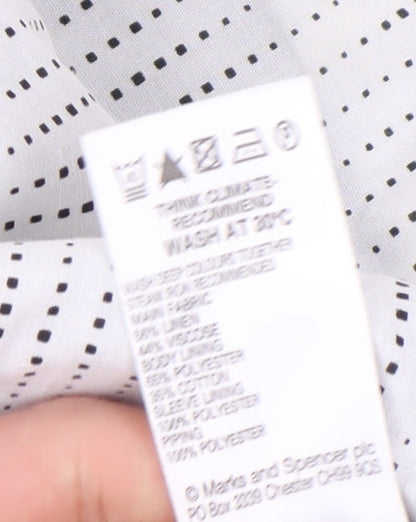 THINK CLIMATE-
RECOMMEND
WASH AT 30°C
WASH DEEP COLOURS TOGETHER
STEAM IRON RECOMMENDED
MAIN FABRIC
56% LINEN
44% VISCOSE
BODY LINING
65% POLYESTER
35% COTTON
SLEEVE LINING
100% POLYESTER
PIPING
100% POLYESTER
© Marks and Spencer plc
PO Box 3339 Chester CH99 9QS